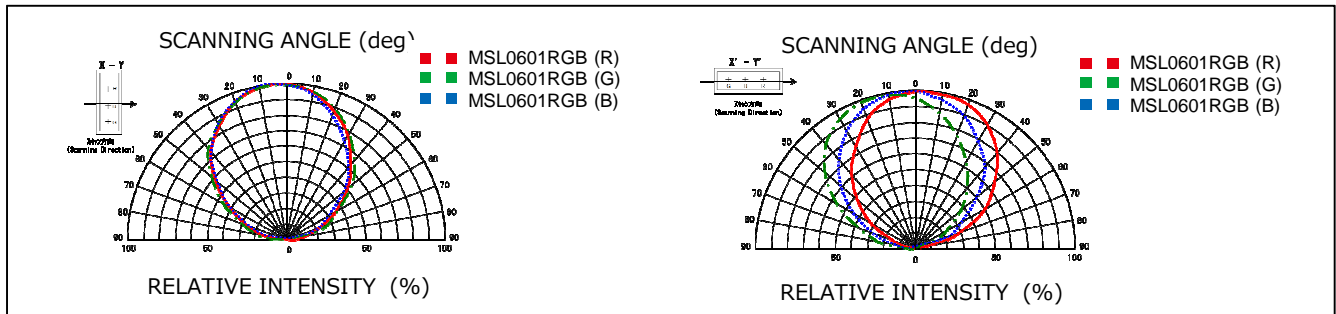 SCANNING ANGLE (deg)
X - Y
(Scanning Direction)
MSL0601RGB (R)
MSL0601RGB (G)
MSL0601RGB (B)
90 80 70 60 50 40 30 20 10 0 10 20 30 40 50 60 70 80 90
100 50 0 50 100
RELATIVE INTENSITY (%)
SCANNING ANGLE (deg)
X' - Y'
G B R
(Scanning Direction)
MSL0601RGB (R)
MSL0601RGB (G)
MSL0601RGB (B)
90 80 70 60 50 40 30 20 10 0 10 20 30 40 50 60 70 80 90
100 50 0 50 100
RELATIVE INTENSITY (%)